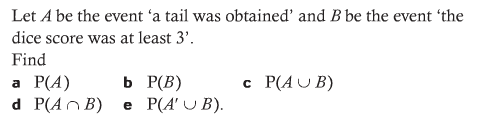 Let A be the event ‘a tail was obtained’ and B be the event ‘the
dice score was at least 3’.
Find
a P(A) b P(B) c P(A ∪ B)
d P(A ∩ B) e P(A′ ∪ B).